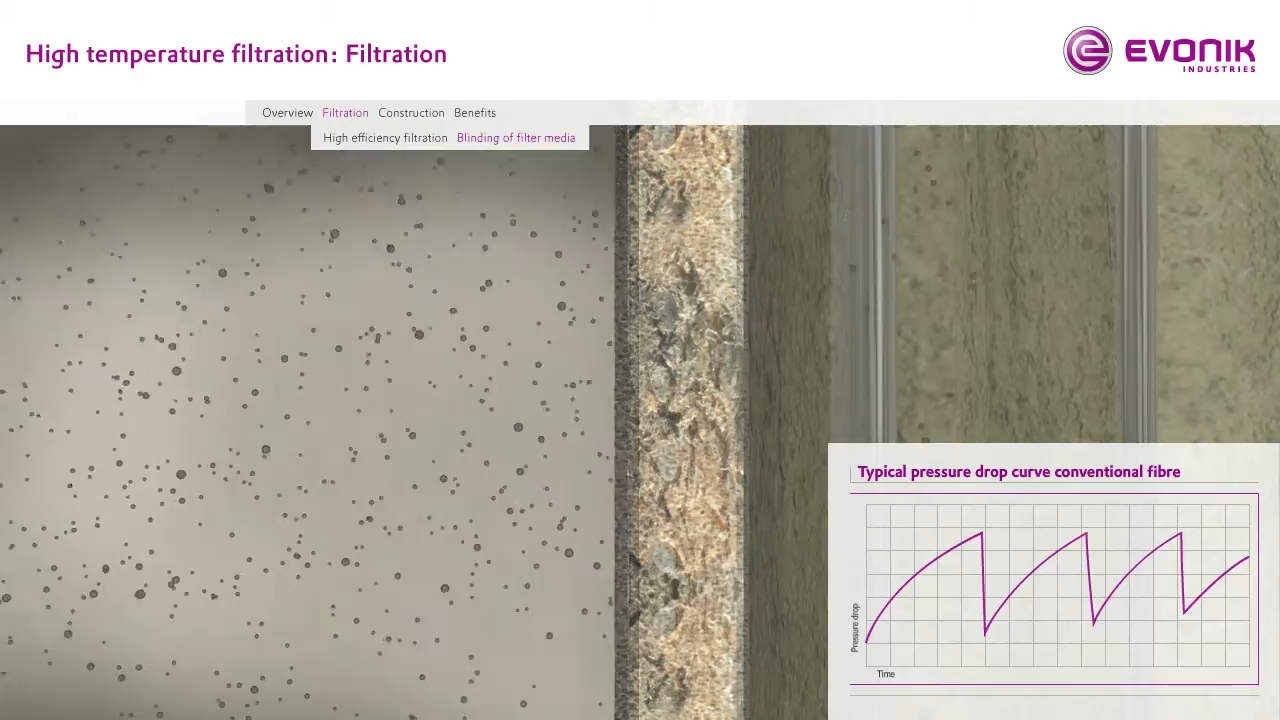 High temperature filtration: Filtration
EVONIK
INDUSTRIES
Overview Filtration Construction Benefits
High efficiency filtration Blinding of filter media
Typical pressure drop curve conventional fibre
Pressure drop
Time